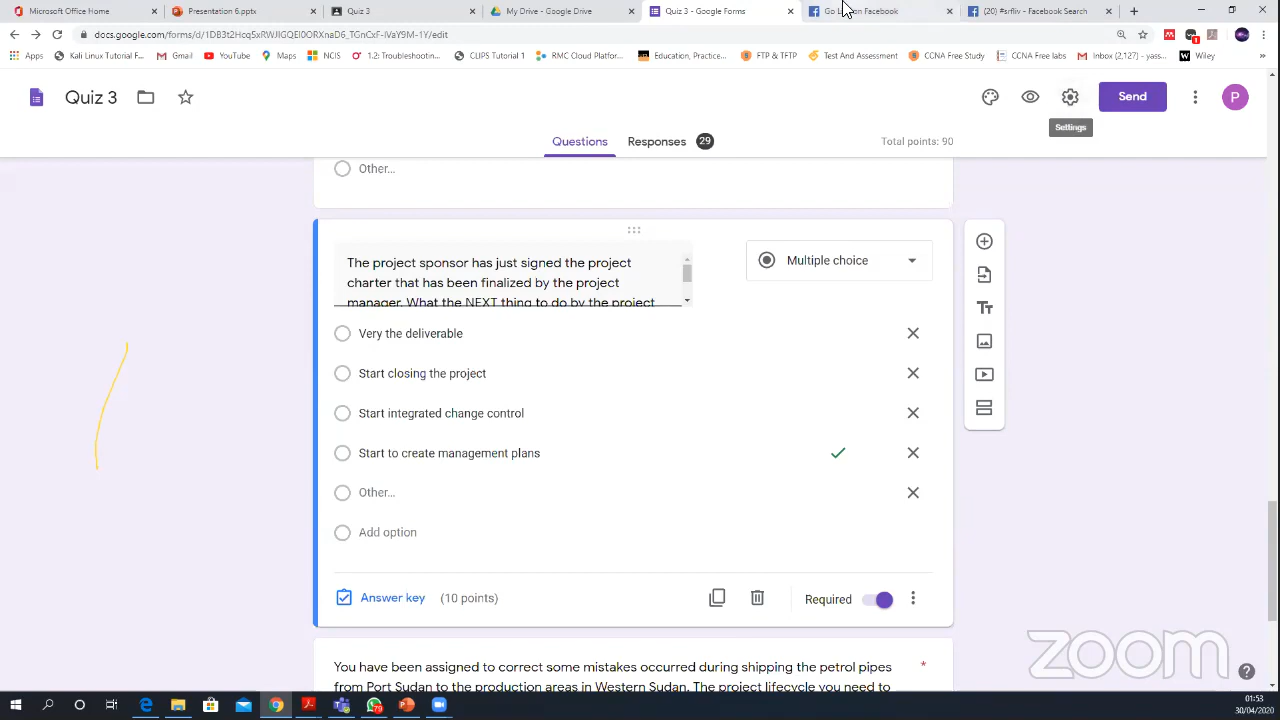 Microsoft Office Home
Presentation 6.pptx
Quiz 3
My Drive - Google Drive
Quiz 3 - Google Forms
(20) #srfliv - Facebook Search
docs.google.com/forms/d/1DB3t2Hcq5xRWJIGQEI0ORXnaD6_TGnCxF-iVaY9M-1Y/edit
Apps
Kali Linux Tutorial F...
Gmail
YouTube
Maps
NCIS
1.2: Troubleshootin...
CLIPS Tutorial 1
RMC Cloud Platfor...
Education, Practice...
FTP & TFTP
Test And Assessment
CCNA Free Study
CCNA Free labs
Inbox (2,127) - yass...
Wiley
»
Quiz 3
Send
P
Settings
Questions
Responses
29
Total points: 90
Other...
The project sponsor has just signed the project
charter that has been finalized by the project
manager. What the NEXT thing to do by the project
Multiple choice
Very the deliverable
Start closing the project
Start integrated change control
Start to create management plans
Other...
Add option
Answer key
(10 points)
Required
You have been assigned to correct some mistakes occurred during shipping the petrol pipes
*
from Port Sudan to the production areas in Western Sudan. The project lifecycle you need to
zoom
01:53
30/04/2020